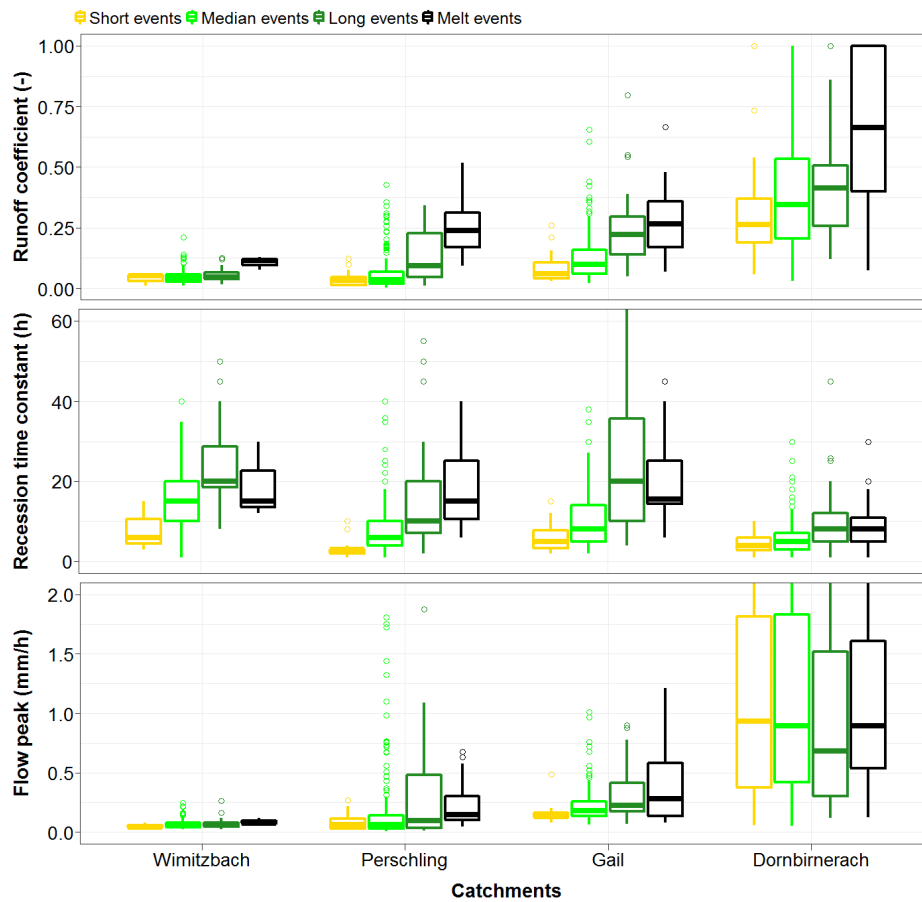 Short events Median events Long events Melt events
Runoff coefficient (-)
1.00
0.75
0.50
0.25
0.00
Recession time constant (h)
60
40
20
0
Flow peak (mm/h)
2.0
1.5
1.0
0.5
0.0
Wimitzbach Perschling Gail Dornbirnerach
Catchments